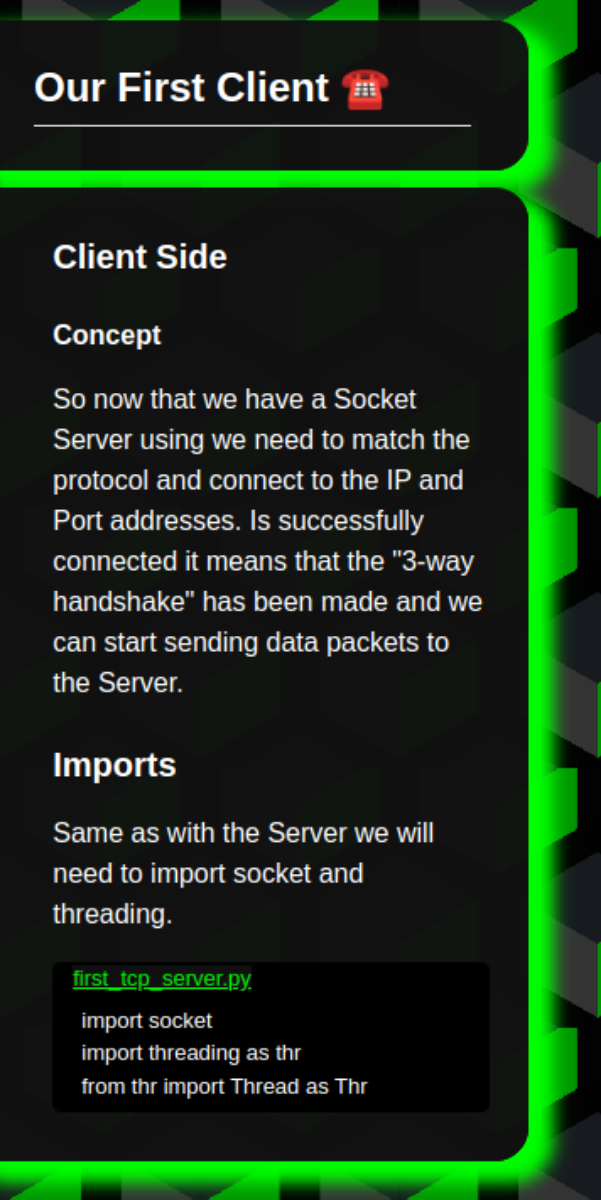 Our First Client ☎️
Client Side
Concept
So now that we have a Socket
Server using we need to match the
protocol and connect to the IP and
Port addresses. Is successfully
connected it means that the "3-way
handshake" has been made and we
can start sending data packets to
the Server.
Imports
Same as with the Server we will
need to import socket and
threading.
first_tcp_server.py
import socket
import threading as thr
from thr import Thread as Thr